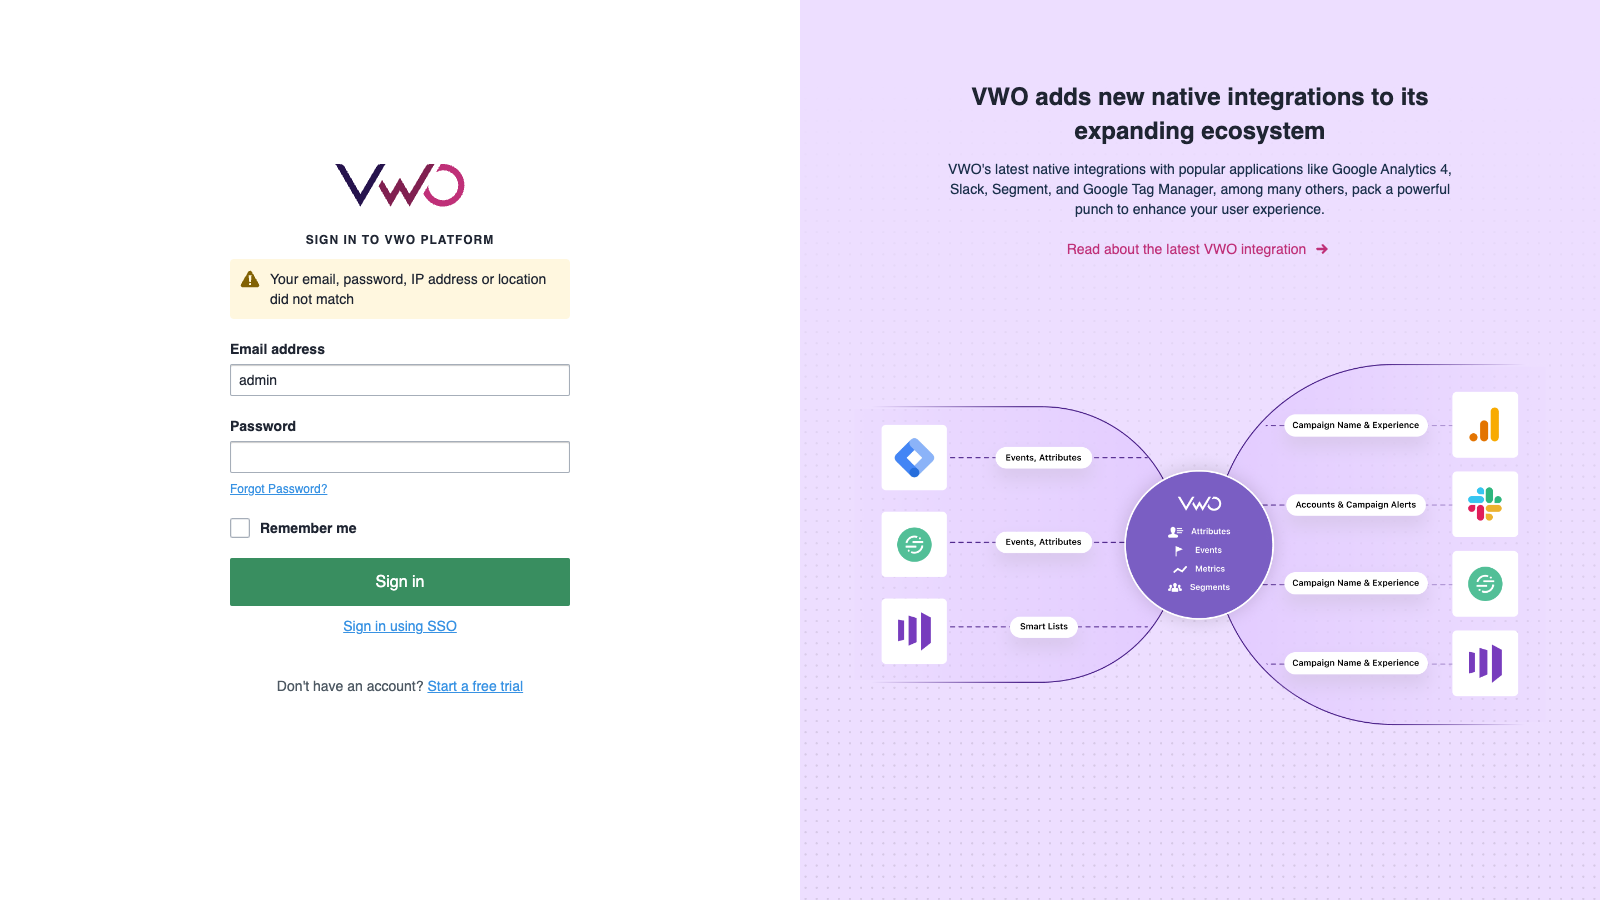 VWO
SIGN IN TO VWO PLATFORM
Your email, password, IP address or location
did not match
Email address
admin
Password
Forgot Password?
Remember me
Sign in
Sign in using SSO
Don't have an account? Start a free trial
VWO adds new native integrations to its
expanding ecosystem
VWO's latest native integrations with popular applications like Google Analytics 4,
Slack, Segment, and Google Tag Manager, among many others, pack a powerful
punch to enhance your user experience.
Read about the latest VWO integration
Events, Attributes
Events, Attributes
Smart Lists
VWO
Attributes
Events
Metrics
Segments
Campaign Name & Experience
Accounts & Campaign Alerts
Campaign Name & Experience
Campaign Name & Experience